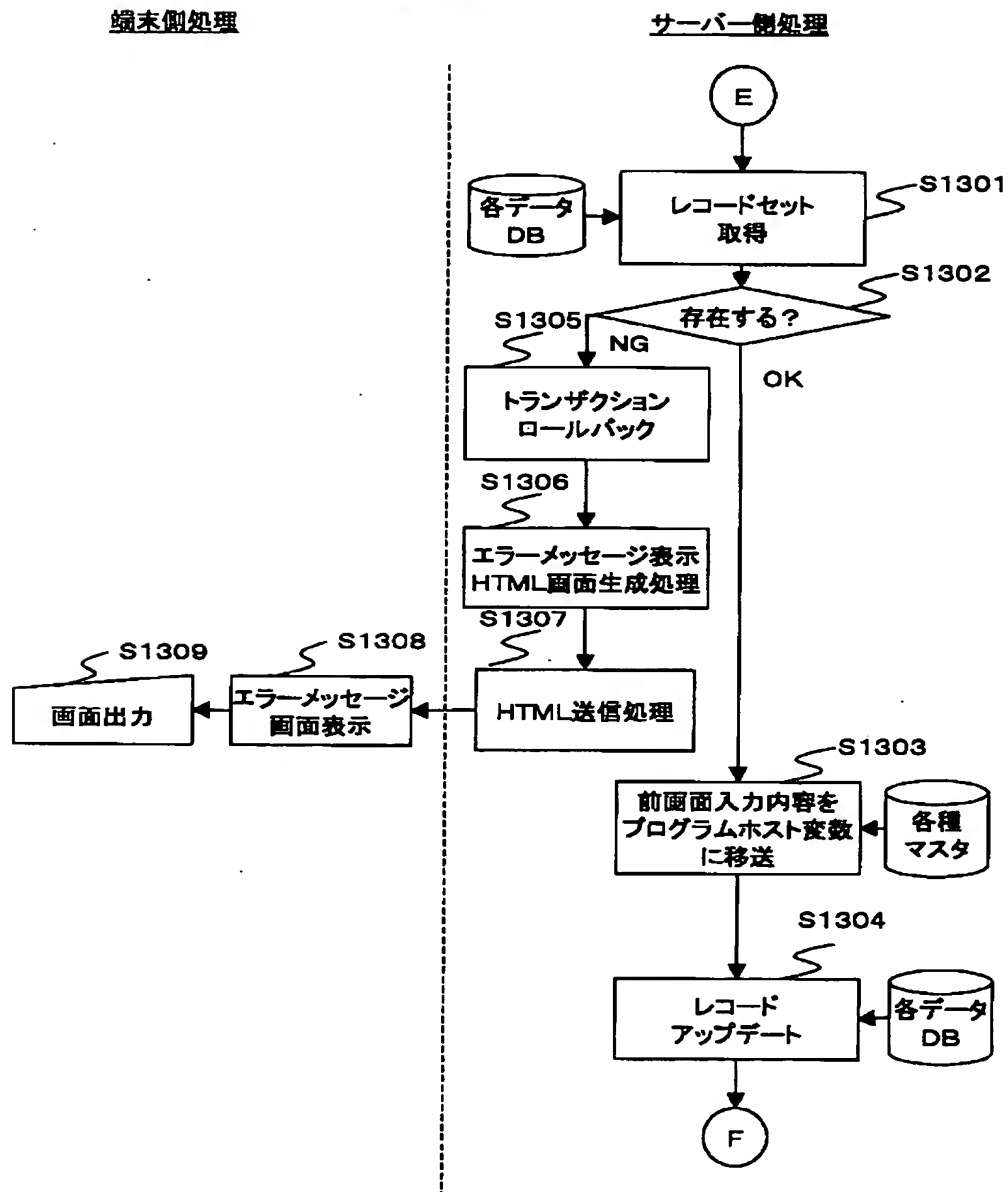 端末側処理
サーバー側処理
E
S1301
各データ
DB
レコードセット
取得
S1302
存在する?
S1305
NG
OK
トランザクション
ロールバック
S1306
エラーメッセージ表示
HTML画面生成処理
S1307
S1308
S1309
画面出力
エラーメッセージ
画面表示
HTML送信処理
S1303
前画面入力内容を
プログラムホスト変数
に移送
各種
マスタ
S1304
レコード
アップデート
各データ
DB
F